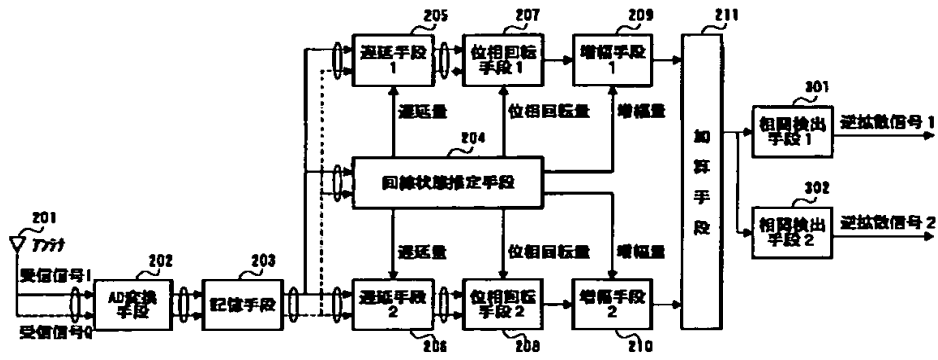 205
207
209
211
遅延手段
1
位相回転
手段1
増幅手段
1
301
相関検出
手段1
逆拡散信号1
遅延量
位相回転量
増幅量
204
回線状態推定手段
加算手段
302
相関検出
手段2
逆拡散信号2
201
アンテナ
遅延量
位相回転量
増幅量
受信信号I
202
AD変換
手段
203
記憶手段
受信信号Q
遅延手段
2
位相回転
手段2
増幅手段
2
206
208
210